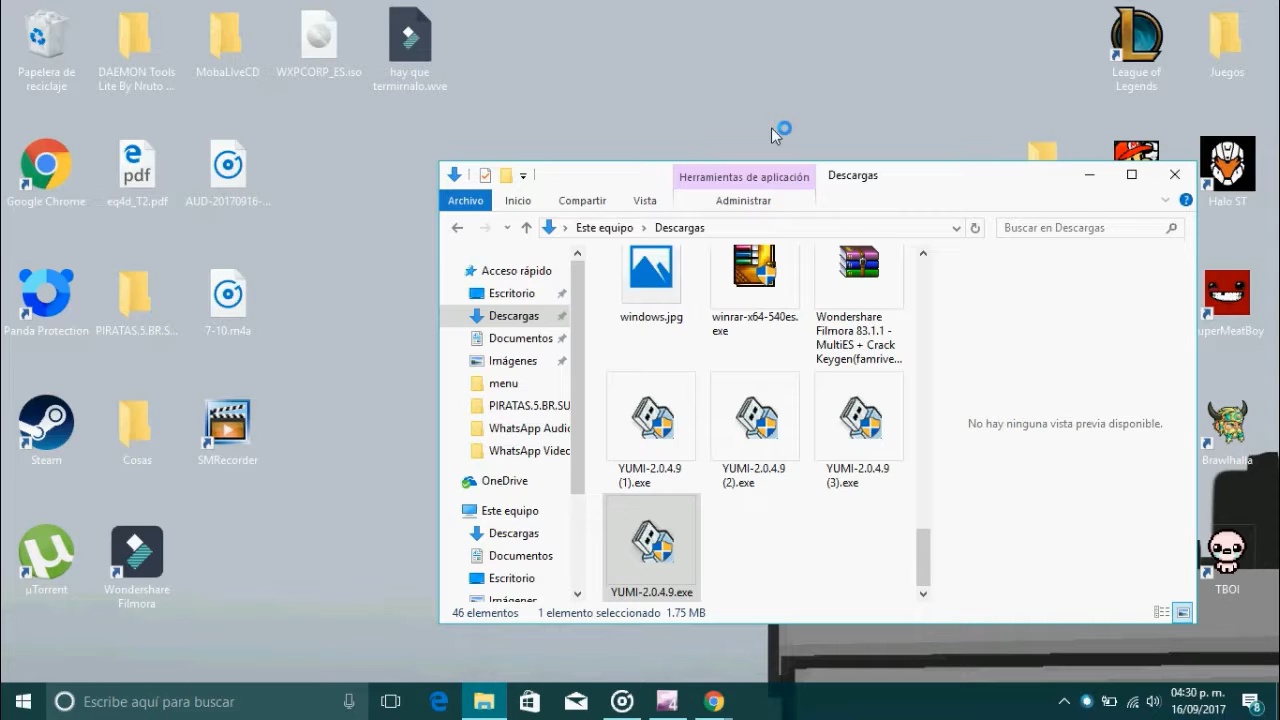 Papelera de
reciclaje
DAEMON Tools
Lite By Nruto ...
MobaLIveCD
WXPCORP_ES.iso
hay que
termirnalo.wve
League of
Legends
Juegos
Google Chrome
eq4d_T2.pdf
AUD-20170916-...
Halo ST
Panda Protection
PIRATAS.5.BR.S...
7-10.m4a
uperMeatBoy
Steam
Cosas
SMRecorder
Brawlhalla
µTorrent
Wondershare
Filmora
TBOI
Herramientas de aplicación
Descargas
Archivo
Inicio
Compartir
Vista
Administrar
Este equipo
Descargas
Buscar en Descargas
Acceso rápido
Escritorio
Descargas
Documentos
Imágenes
menu
PIRATAS.5.BR.SU
WhatsApp Audic
WhatsApp Videc
OneDrive
Este equipo
Descargas
Documentos
Escritorio
Imágenes
windows.jpg
winrar-x64-540es.
exe
Wondershare
Filmora 83.1.1 -
MultiES + Crack
Keygen(famrive...
YUMI-2.0.4.9
(1).exe
YUMI-2.0.4.9
(2).exe
YUMI-2.0.4.9
(3).exe
YUMI-2.0.4.9.exe
No hay ninguna vista previa disponible.
46 elementos
1 elemento seleccionado 1.75 MB
Escribe aquí para buscar
04:30 p. m.
16/09/2017
8